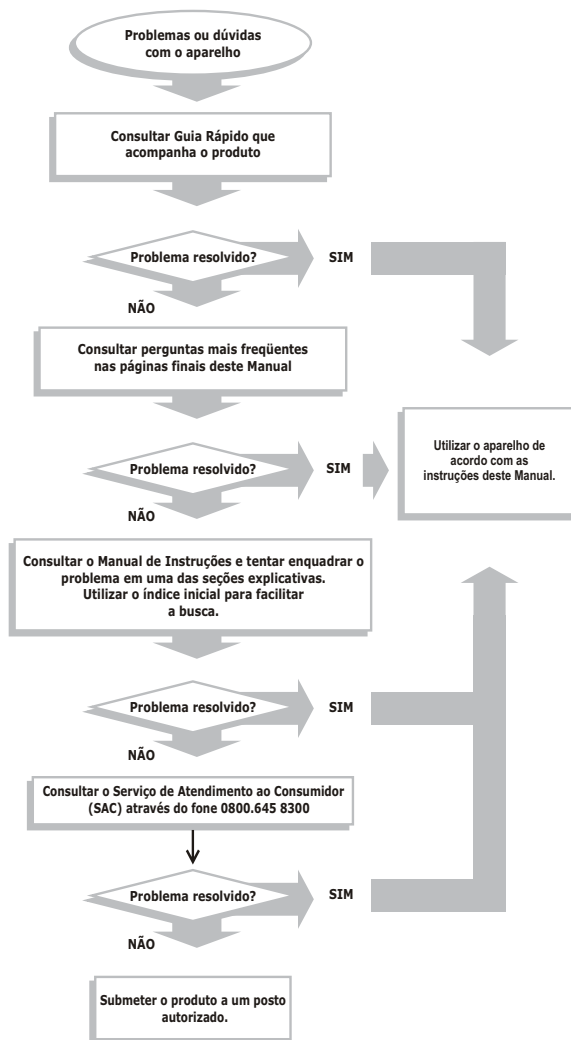 Problemas ou dúvidas
com o aparelho
Consultar Guia Rápido que
acompanha o produto
Problema resolvido?
SIM
NÃO
Consultar perguntas mais freqüentes
nas páginas finais deste Manual
Problema resolvido?
SIM
Utilizar o aparelho de
acordo com as
instruções deste Manual.
NÃO
Consultar o Manual de Instruções e tentar enquadrar o
problema em uma das seções explicativas.
Utilizar o índice inicial para facilitar
a busca.
Problema resolvido?
SIM
NÃO
Consultar o Serviço de Atendimento ao Consumidor
(SAC) através do fone 0800.645 8300
Problema resolvido?
SIM
NÃO
Submeter o produto a um posto
autorizado.